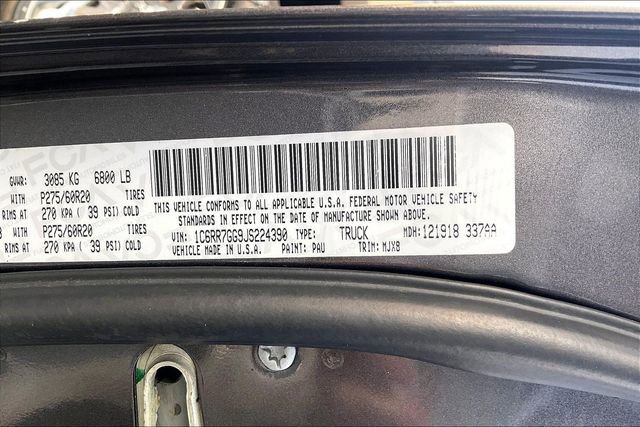 GVWR: 3085 KG 6800 LB
WITH P275/60R20 TIRES
RIMS AT 270 KPA ( 39 PSI) COLD
WITH P275/60R20 TIRES
RIMS AT 270 KPA ( 39 PSI) COLD
THIS VEHICLE CONFORMS TO ALL APPLICABLE U.S.A. FEDERAL MOTOR VEHICLE SAFETY
STANDARDS IN EFFECT ON THE DATE OF MANUFACTURE SHOWN ABOVE.
VIN: 1C6RR7GG9JS224390 TYPE: TRUCK MDH: 121918 337AA
VEHICLE MADE IN U.S.A. PAINT: PAU TRIM: MJX8